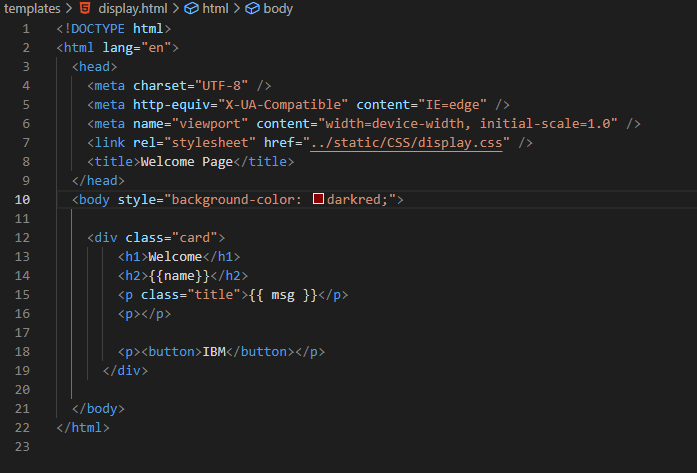 templates > display.html > html > body
1 <!DOCTYPE html>
2 <html lang="en">
3 <head>
4 <meta charset="UTF-8" />
5 <meta http-equiv="X-UA-Compatible" content="IE=edge" />
6 <meta name="viewport" content="width=device-width, initial-scale=1.0" />
7 <link rel="stylesheet" href="../static/CSS/display.css" />
8 <title>Welcome Page</title>
9 </head>
10 <body style="background-color: darkred;">
11
12 <div class="card">
13 <h1>Welcome</h1>
14 <h2>{{name}}</h2>
15 <p class="title">{{ msg }}</p>
16 <p></p>
17
18 <p><button>IBM</button></p>
19 </div>
20
21 </body>
22 </html>
23